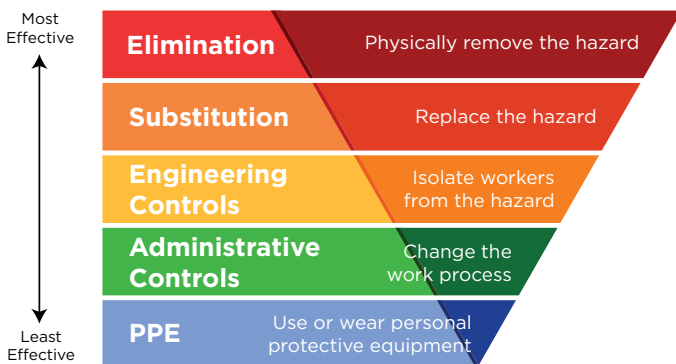 Most
Effective
Elimination
Physically remove the hazard
Substitution
Replace the hazard
Engineering
Controls
Isolate workers
from the hazard
Administrative
Controls
Change the
work process
PPE
Use or wear personal
protective equipment
Least
Effective